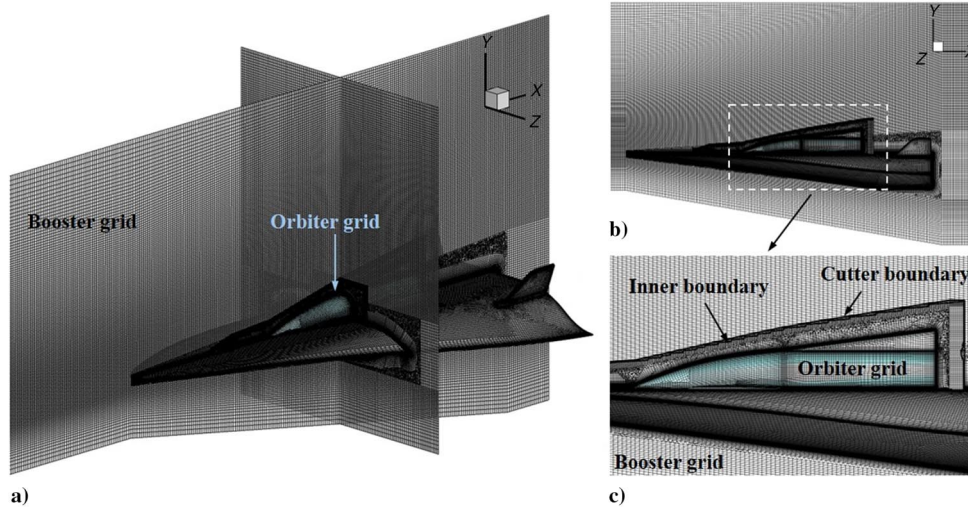 Y
X
Z
Booster grid
Orbiter grid
a)
Y
Z
b)
Inner boundary
Cutter boundary
Orbiter grid
Booster grid
c)